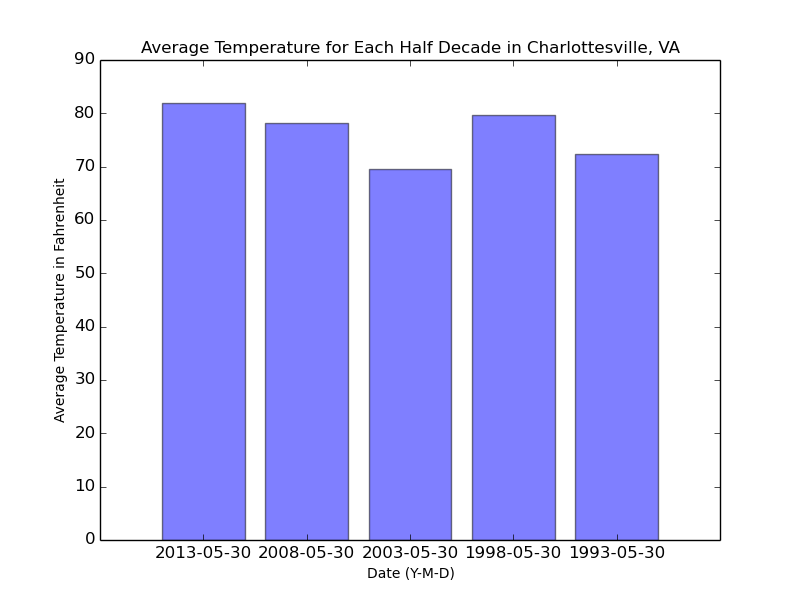 Average Temperature for Each Half Decade in Charlottesville, VA
90
80
70
60
50
40
30
20
10
0
Average Temperature in Fahrenheit
2013-05-30 2008-05-30 2003-05-30 1998-05-30 1993-05-30
Date (Y-M-D)